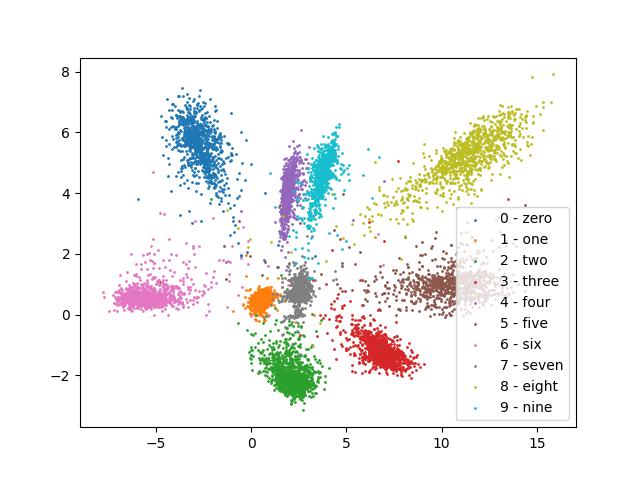 8
6
4
2
0
−2
−5
0
5
10
15
0 - zero
1 - one
2 - two
3 - three
4 - four
5 - five
6 - six
7 - seven
8 - eight
9 - nine